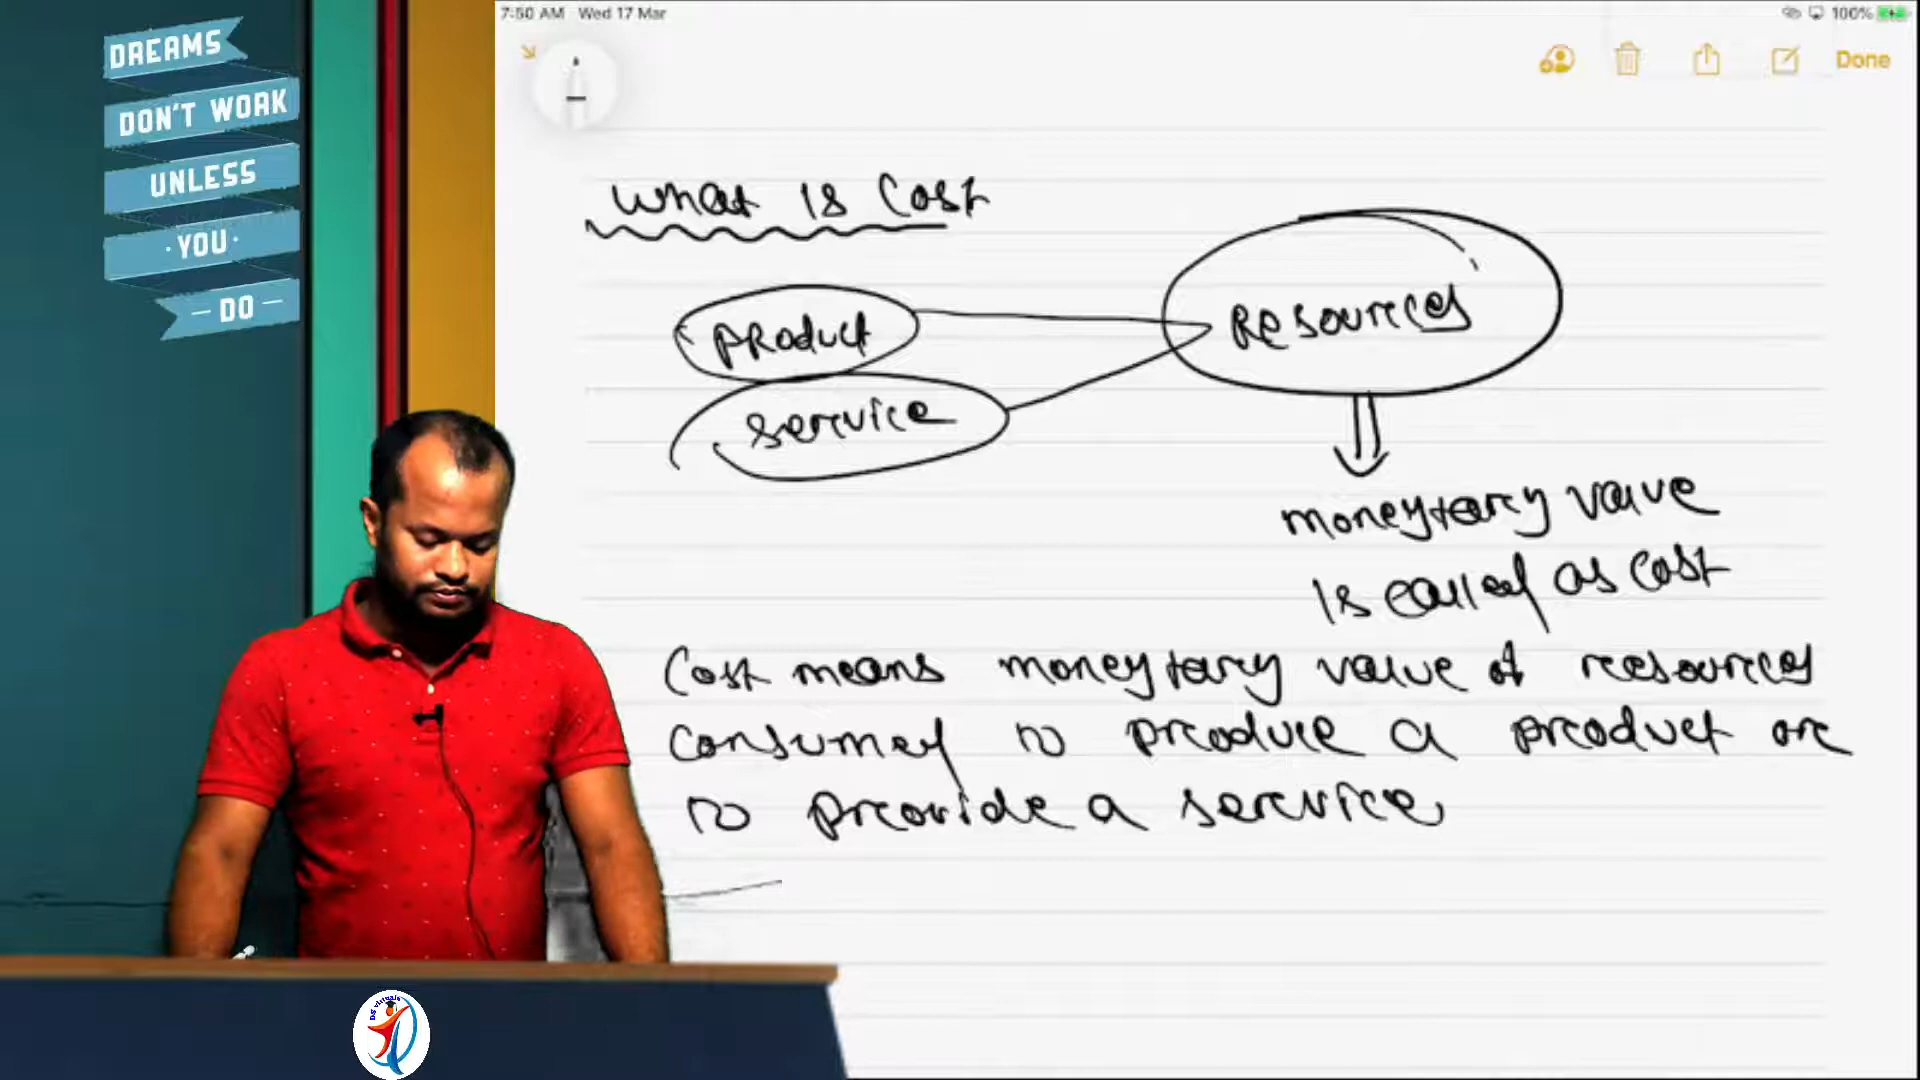 7:50 AM Wed 17 Mar
100%
Done
DREAMS
DON'T WORK
UNLESS
· YOU ·
— DO —
What is Cost
Product
Service
Resources
moneytary value
is called as cost
Cost means moneytary value of resources
consumed to produce a product or
to provide a service
DS Virtuals